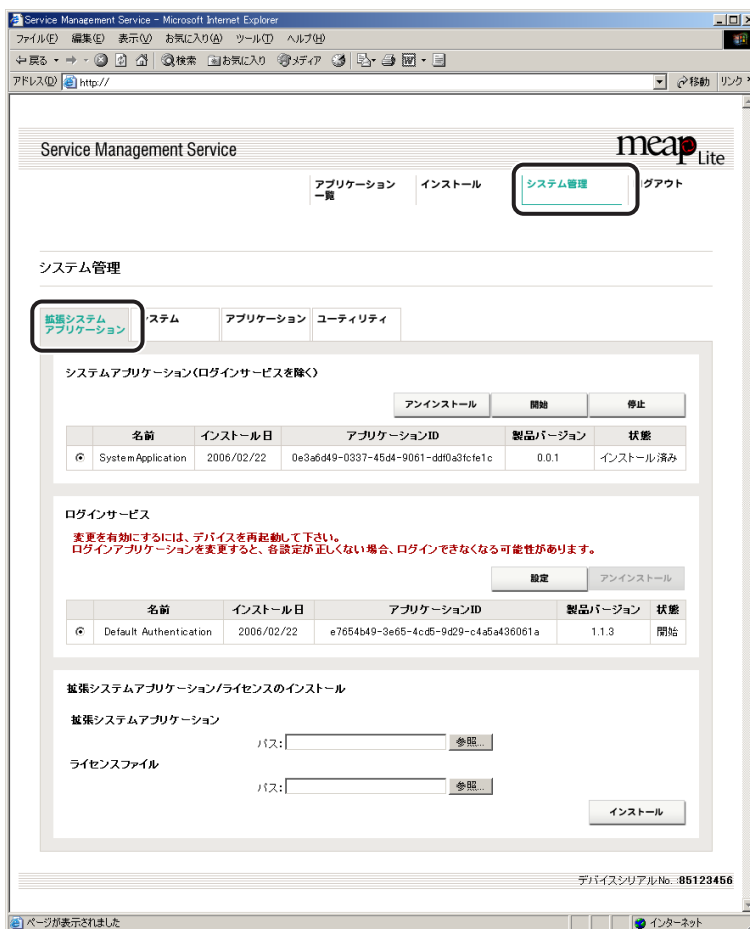 Service Management Service - Microsoft Internet Explorer
ファイル(F) 編集(E) 表示(V) お気に入り(A) ツール(T) ヘルプ(H)
戻る 検索 お気に入り メディア
アドレス(D) http:// 移動 リンク
Service Management Service
meap Lite
アプリケーション
一覧
インストール
システム管理
グアウト
システム管理
拡張システム
アプリケーション
ステム
アプリケーション
ユーティリティ
システムアプリケーション(ログインサービスを除く)
アンインストール 開始 停止
名前 インストール日 アプリケーションID 製品バージョン 状態
SystemApplication 2006/02/22 0e3a6d49-0337-45d4-9061-ddf0a3fcfe1c 0.0.1 インストール済み
ログインサービス
変更を有効にするには、デバイスを再起動して下さい。
ログインアプリケーションを変更すると、各設定が正しくない場合、ログインできなくなる可能性があります。
設定 アンインストール
名前 インストール日 アプリケーションID 製品バージョン 状態
Default Authentication 2006/02/22 e7654b49-3e65-4cd5-9d29-c4a5a436061a 1.1.3 開始
拡張システムアプリケーション/ライセンスのインストール
拡張システムアプリケーション
パス: 参照...
ライセンスファイル
パス: 参照...
インストール
デバイスシリアルNo. :85123456
ページが表示されました インターネット